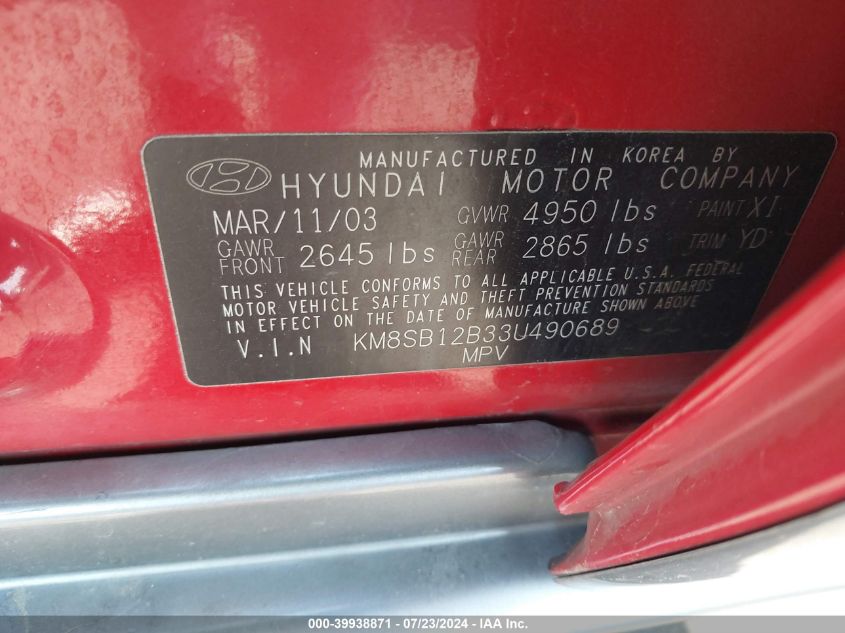 MANUFACTURED IN KOREA BY
HYUNDAI MOTOR COMPANY
MAR/11/03 GVWR 4950 lbs PAINT XI
GAWR FRONT 2645 lbs GAWR REAR 2865 lbs TRIM YD
THIS VEHICLE CONFORMS TO ALL APPLICABLE U.S.A. FEDERAL
MOTOR VEHICLE SAFETY AND THEFT PREVENTION STANDARDS
IN EFFECT ON THE DATE OF MANUFACTURE SHOWN ABOVE
V.I.N KM8SB12B33U490689
MPV
000-39938871 - 07/23/2024 - IAA Inc.